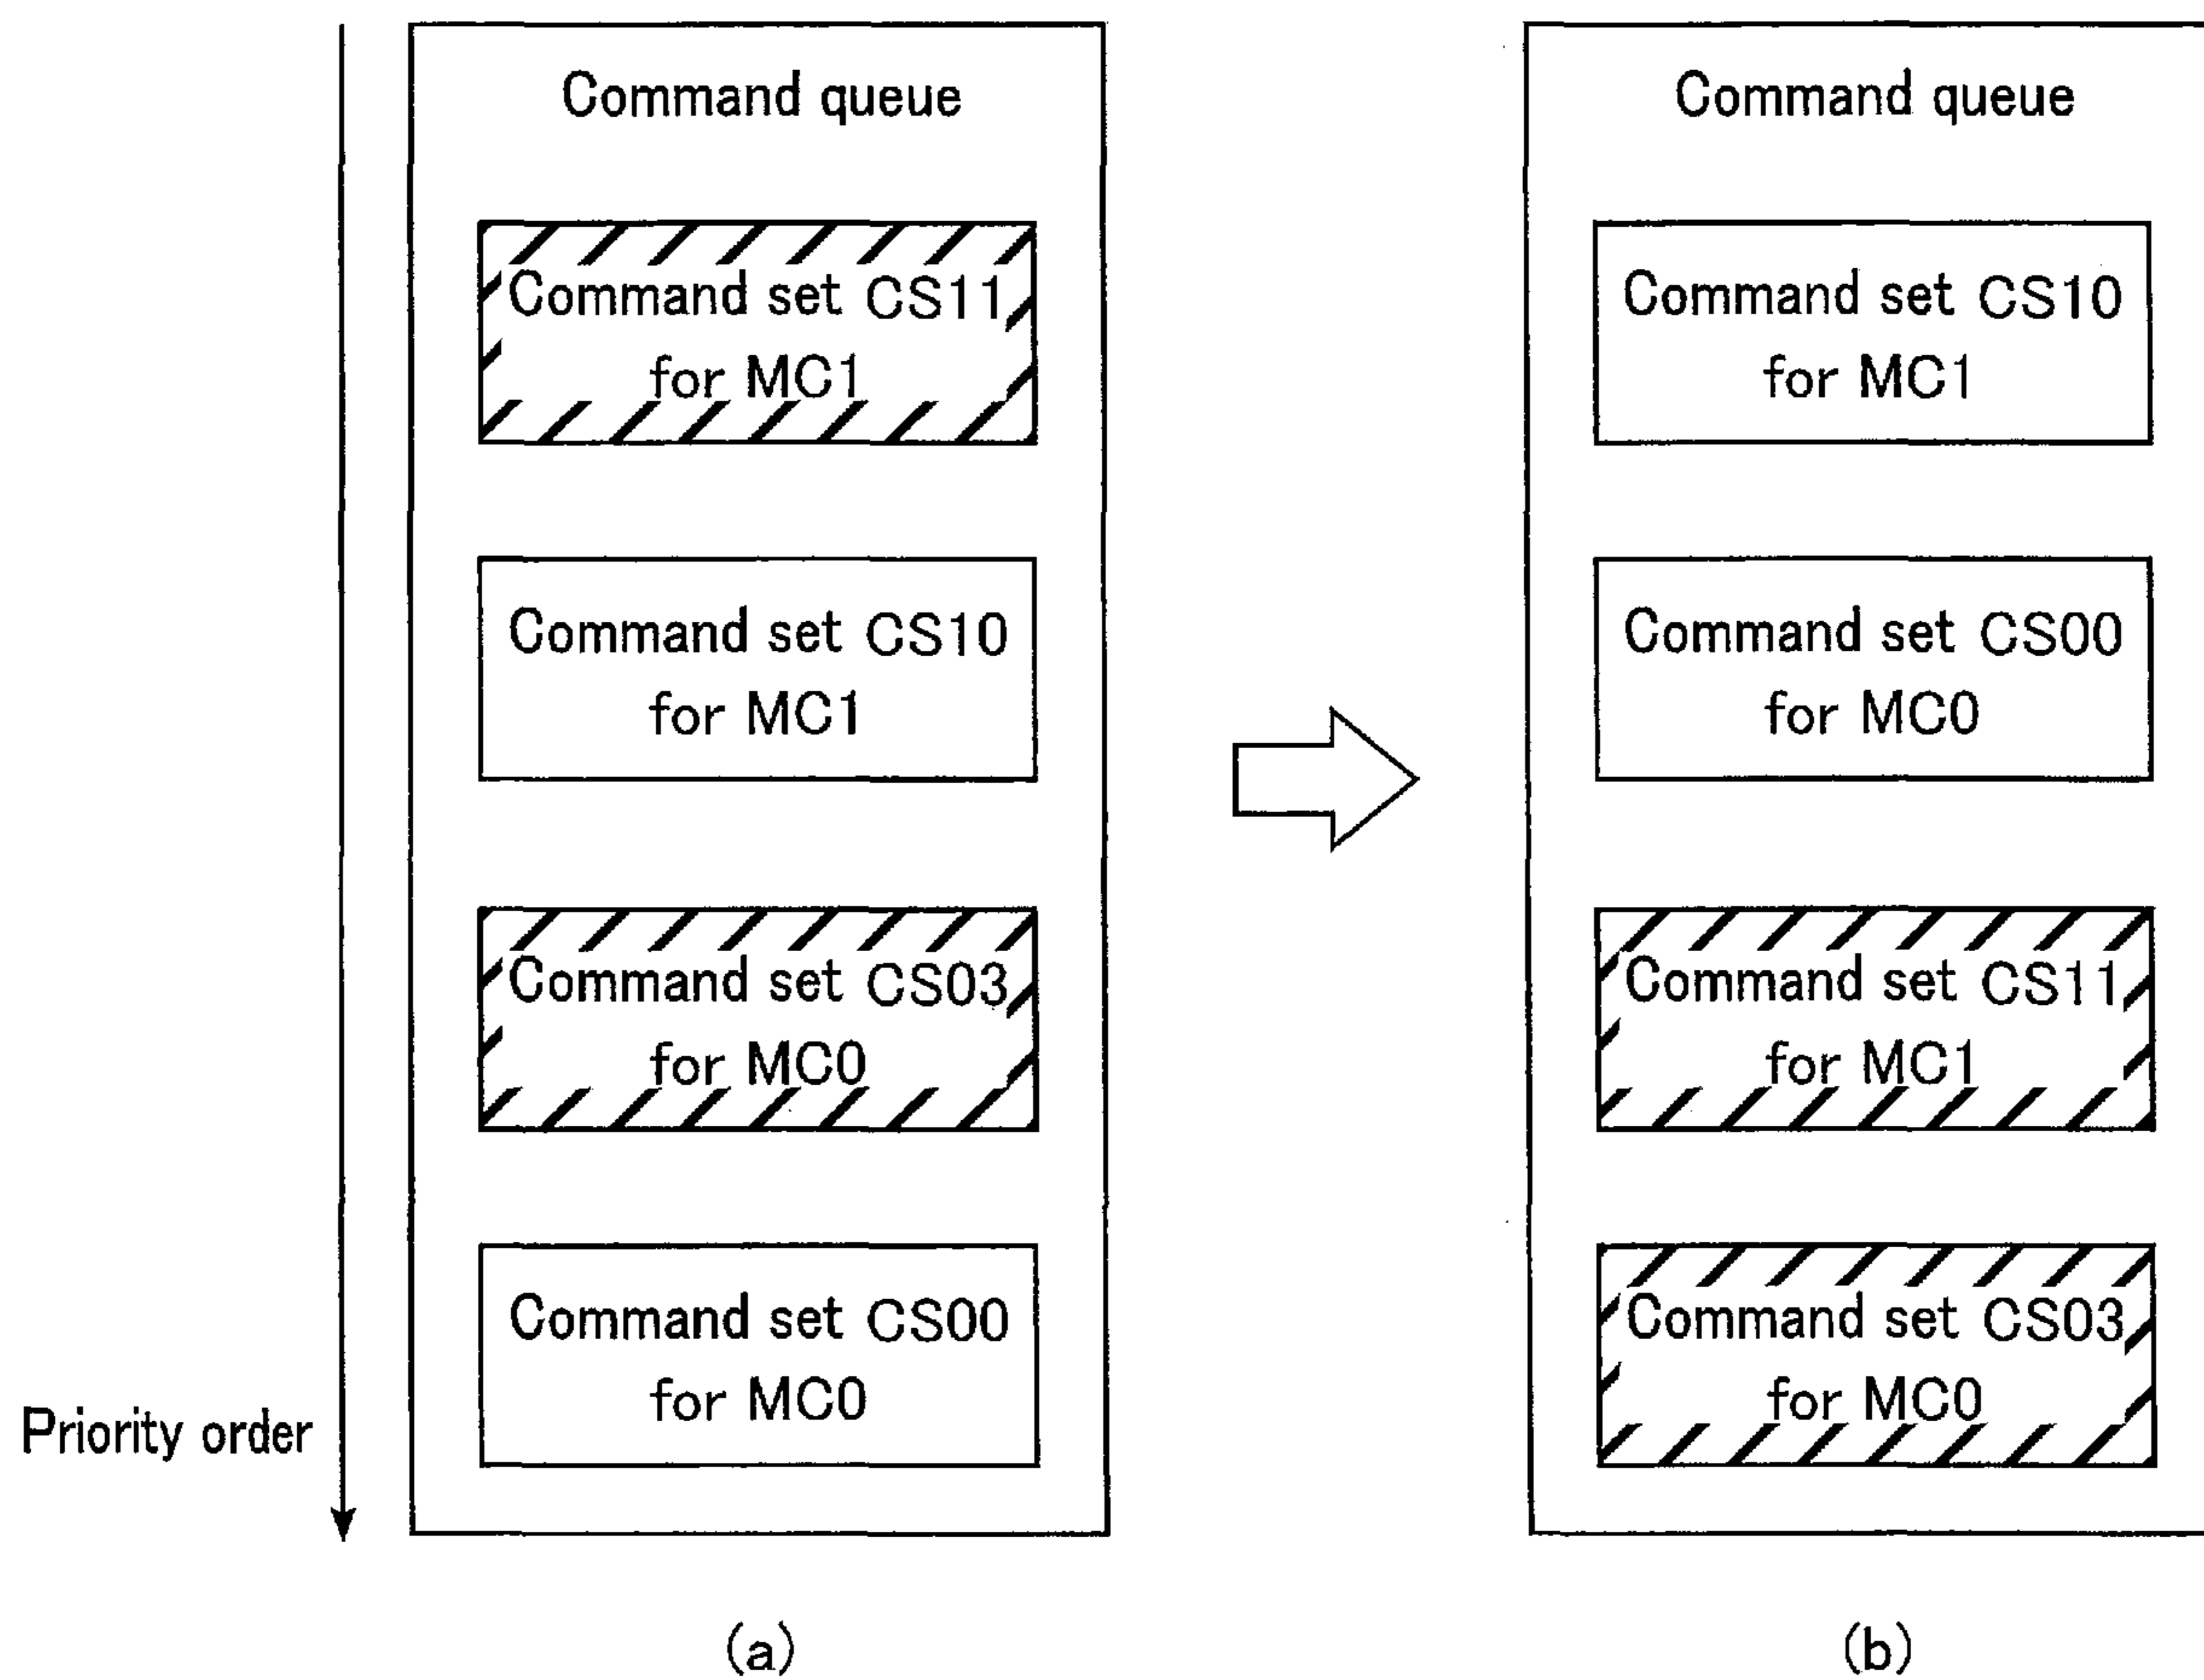 Command queue
Command set CS11
for MC1
Command set CS10
for MC1
Command set CS03
for MC0
Command set CS00
for MC0
Priority order
(a)
Command queue
Command set CS10
for MC1
Command set CS00
for MC0
Command set CS11
for MC1
Command set CS03
for MC0
(b)